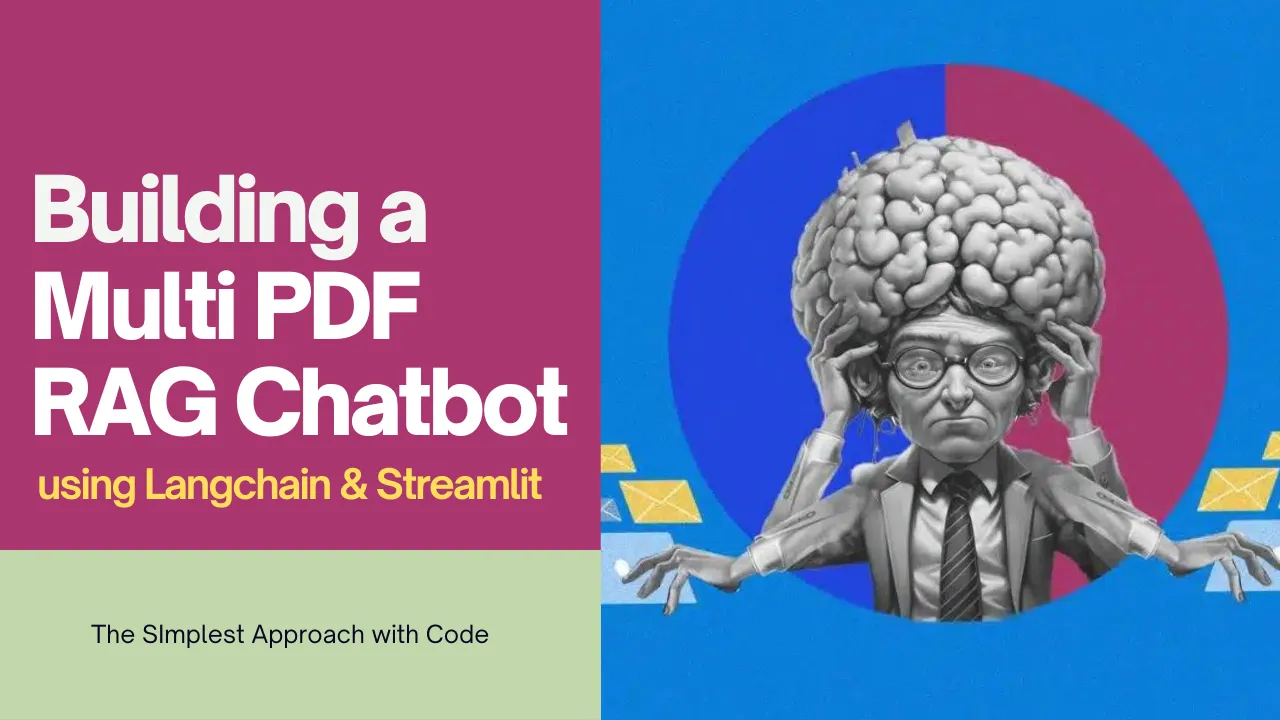 Building a
Multi PDF
RAG Chatbot
using Langchain & Streamlit
The SImplest Approach with Code